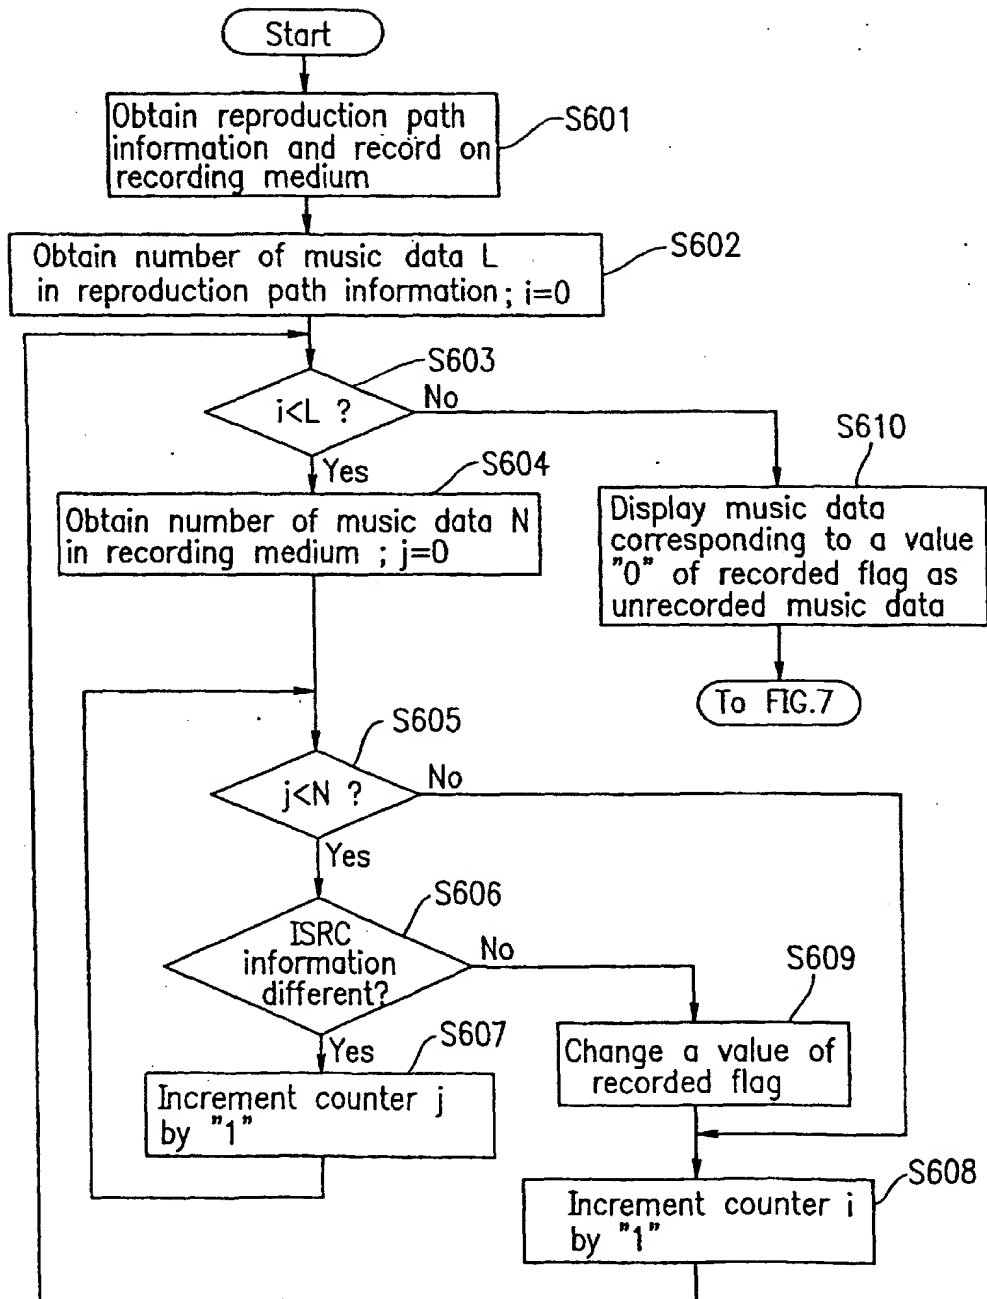 Start
Obtain reproduction path
information and record on
recording medium
S601
Obtain number of music data L
in reproduction path information; i=0
S602
S603
i<L ?
No
Yes
S604
Obtain number of music data N
in recording medium ; j=0
S610
Display music data
corresponding to a value
"0" of recorded flag as
unrecorded music data
To FIG.7
S605
j<N ?
No
Yes
S606
ISRC
information
different?
No
Yes
S609
Change a value of
recorded flag
S607
Increment counter j
by "1"
S608
Increment counter i
by "1"